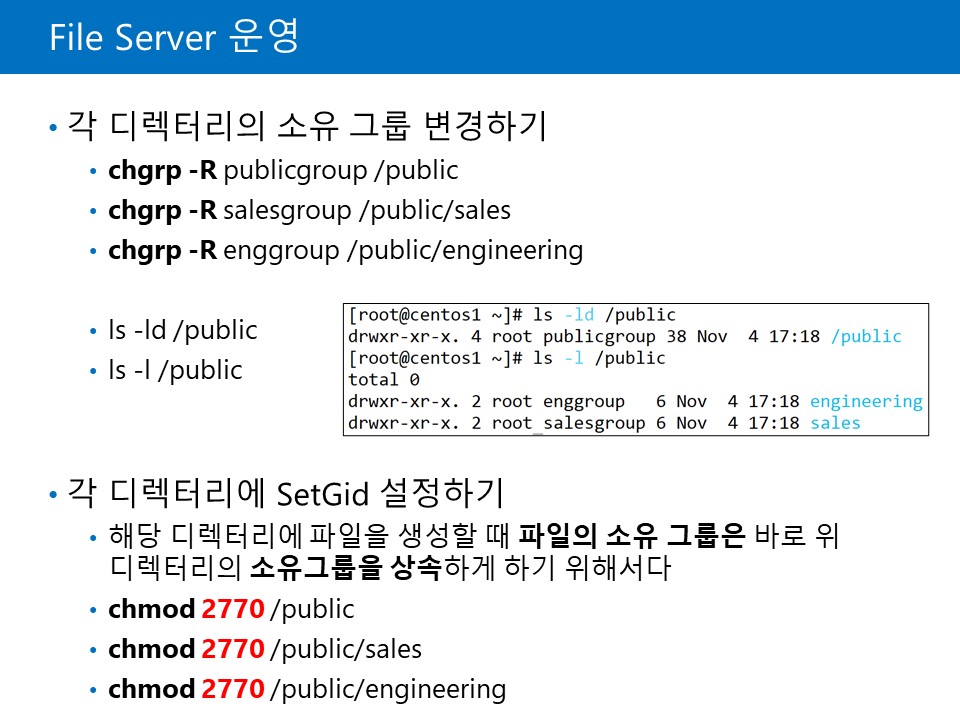 File Server 운영
• 각 디렉터리의 소유 그룹 변경하기
• chgrp -R publicgroup /public
• chgrp -R salesgroup /public/sales
• chgrp -R enggroup /public/engineering
• ls -ld /public
• ls -l /public
[root@centos1 ~]# ls -ld /public
drwxr-xr-x. 4 root publicgroup 38 Nov  4 17:18 /public
[root@centos1 ~]# ls -l /public
total 0
drwxr-xr-x. 2 root enggroup   6 Nov  4 17:18 engineering
drwxr-xr-x. 2 root salesgroup 6 Nov  4 17:18 sales
• 각 디렉터리에 SetGid 설정하기
• 해당 디렉터리에 파일을 생성할 때 파일의 소유 그룹은 바로 위
디렉터리의 소유그룹을 상속하게 하기 위해서다
• chmod 2770 /public
• chmod 2770 /public/sales
• chmod 2770 /public/engineering